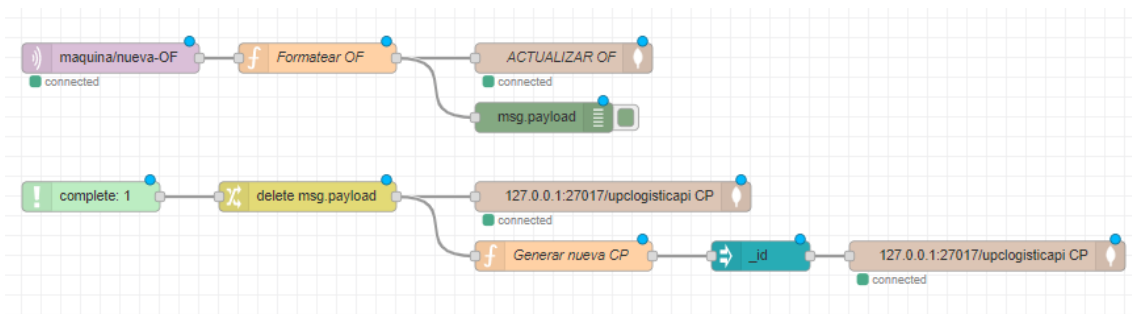 maquina/nueva-OF
Formatear OF
ACTUALIZAR OF
connected
connected
msg.payload
complete: 1
delete msg.payload
127.0.0.1:27017/upclogisticapi CP
connected
Generar nueva CP
_id
127.0.0.1:27017/upclogisticapi CP
connected